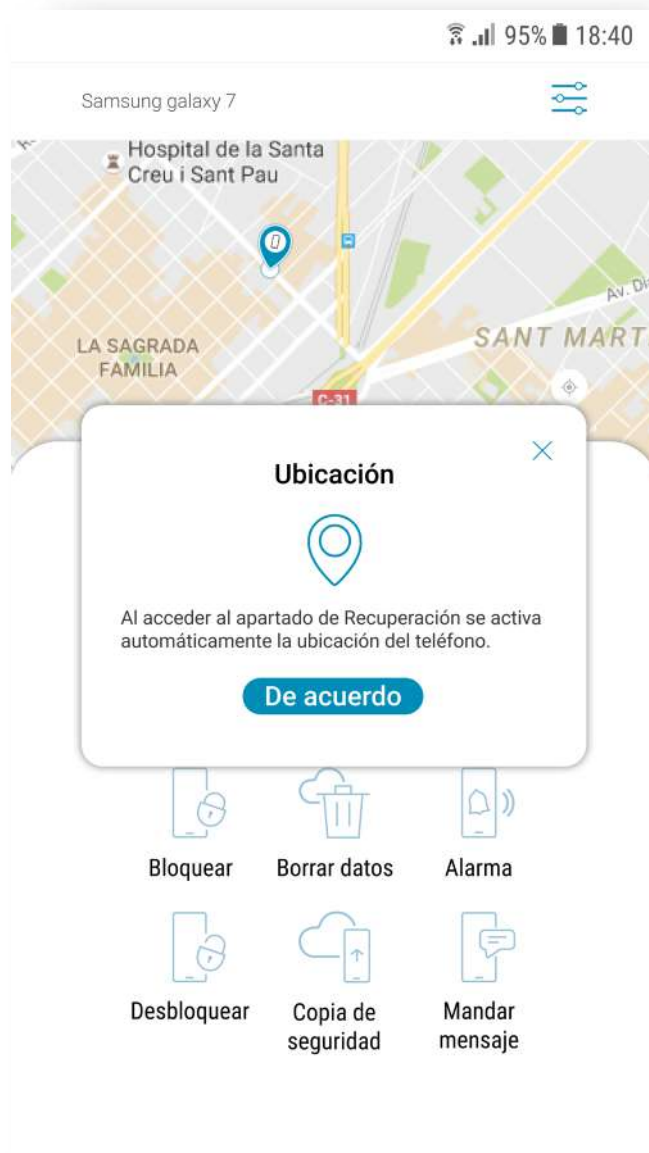 95% 18:40
Samsung galaxy 7
Hospital de la Santa
Creu i Sant Pau
Av. Di
SANT MART
LA SAGRADA
FAMILIA
C-31
Ubicación
Al acceder al apartado de Recuperación se activa
automáticamente la ubicación del teléfono.
De acuerdo
Bloquear
Borrar datos
Alarma
Desbloquear
Copia de
seguridad
Mandar
mensaje